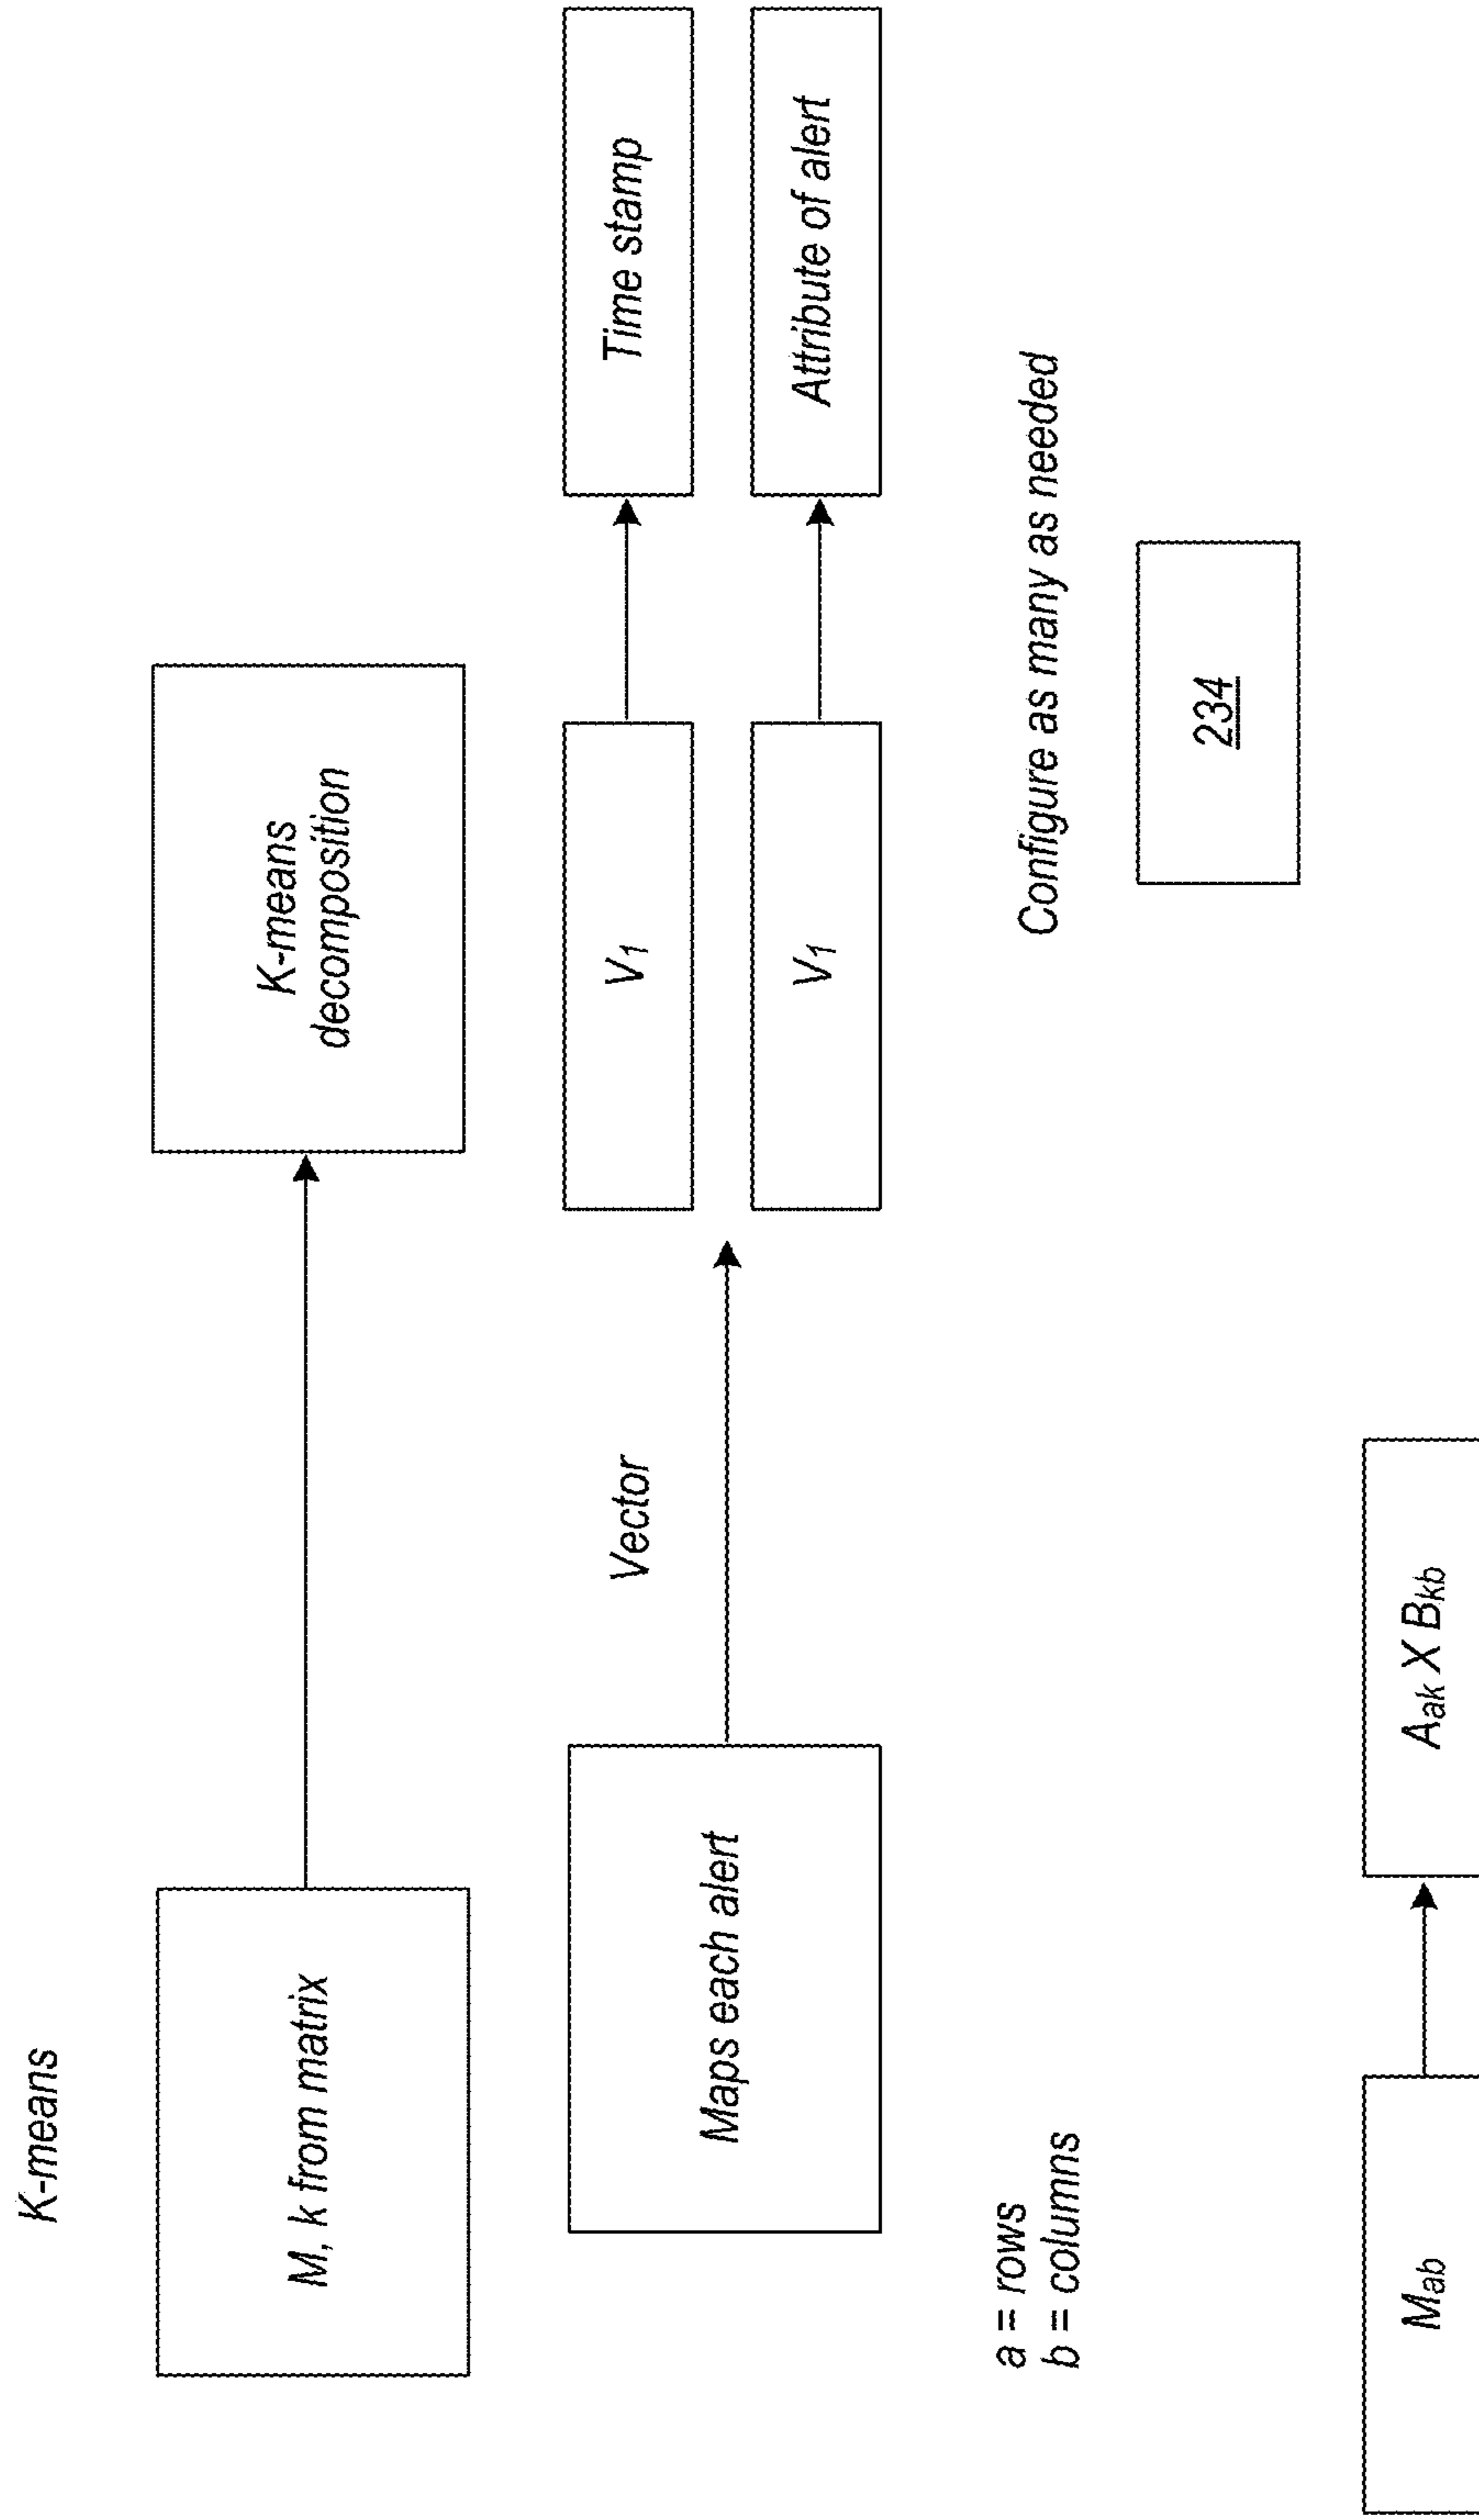 K-means
M, k from matrix
K-means
decomposition
Maps each alert
Vector
V₁
Time stamp
V₁
Attribute of alert
a = rows
b = columns
Configure as many as needed
234
Mab
Aak X Bkb